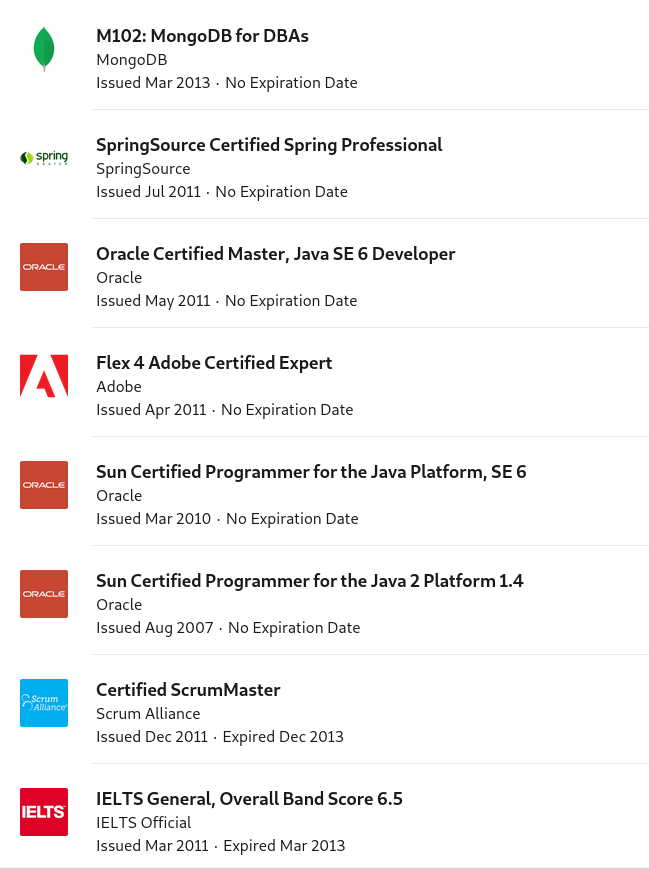 M102: MongoDB for DBAs
MongoDB
Issued Mar 2013 · No Expiration Date
spring
source
SpringSource Certified Spring Professional
SpringSource
Issued Jul 2011 · No Expiration Date
ORACLE
Oracle Certified Master, Java SE 6 Developer
Oracle
Issued May 2011 · No Expiration Date
Flex 4 Adobe Certified Expert
Adobe
Issued Apr 2011 · No Expiration Date
ORACLE
Sun Certified Programmer for the Java Platform, SE 6
Oracle
Issued Mar 2010 · No Expiration Date
ORACLE
Sun Certified Programmer for the Java 2 Platform 1.4
Oracle
Issued Aug 2007 · No Expiration Date
Scrum
Alliance
Certified ScrumMaster
Scrum Alliance
Issued Dec 2011 · Expired Dec 2013
IELTS
IELTS General, Overall Band Score 6.5
IELTS Official
Issued Mar 2011 · Expired Mar 2013